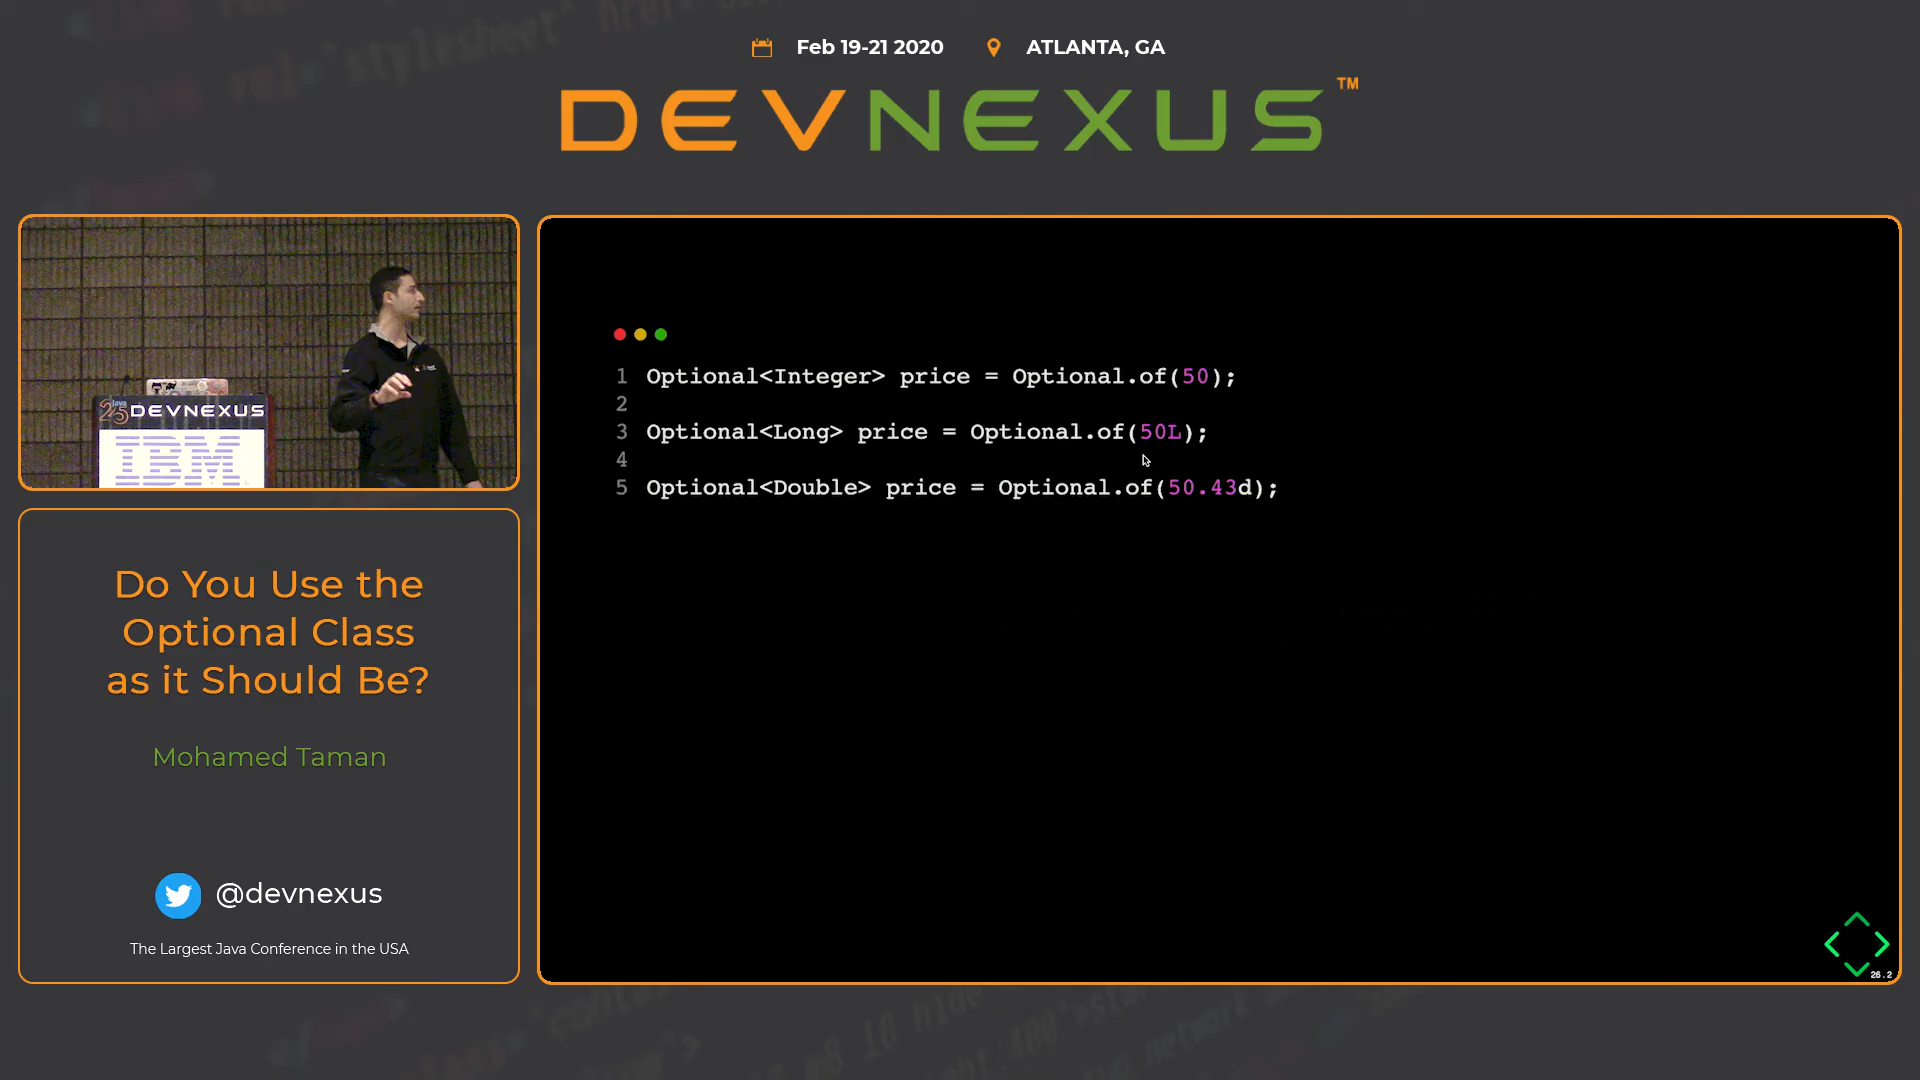 Feb 19-21 2020
ATLANTA, GA
DEVNEXUS™
Java
25
DEVNEXUS
IBM
1 Optional<Integer> price = Optional.of(50);
2
3 Optional<Long> price = Optional.of(50L);
4
5 Optional<Double> price = Optional.of(50.43d);
26.2
Do You Use the
Optional Class
as it Should Be?
Mohamed Taman
@devnexus
The Largest Java Conference in the USA